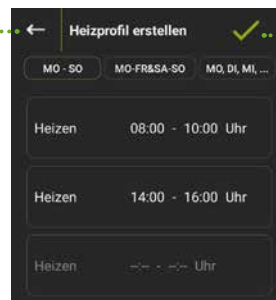 Heizprofil erstellen
MO - SO MO-FR&SA-SO MO, DI, MI, ...
Heizen 08:00 - 10:00 Uhr
Heizen 14:00 - 16:00 Uhr
Heizen --:-- - --:-- Uhr